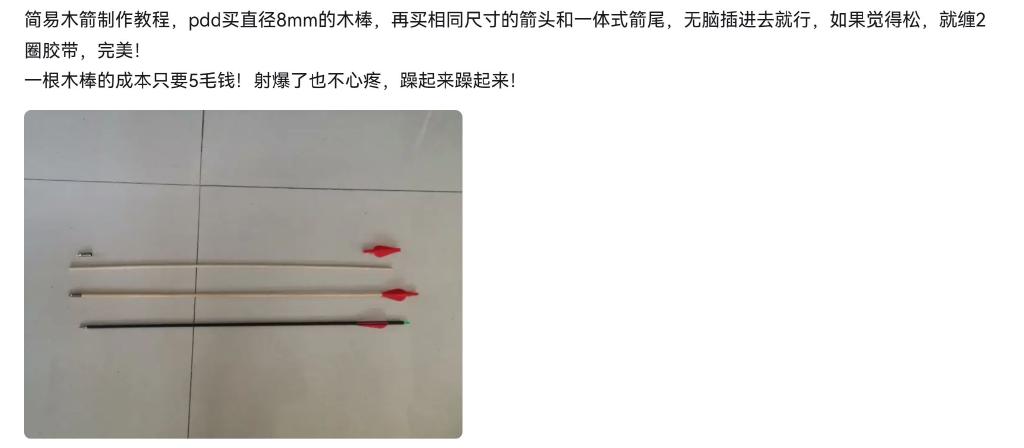 简易木箭制作教程，pdd买直径8mm的木棒，再买相同尺寸的箭头和一体式箭尾，无脑插进去就行，如果觉得松，就缠2
圈胶带，完美！
一根木棒的成本只要5毛钱！射爆了也不心疼，躁起来躁起来！